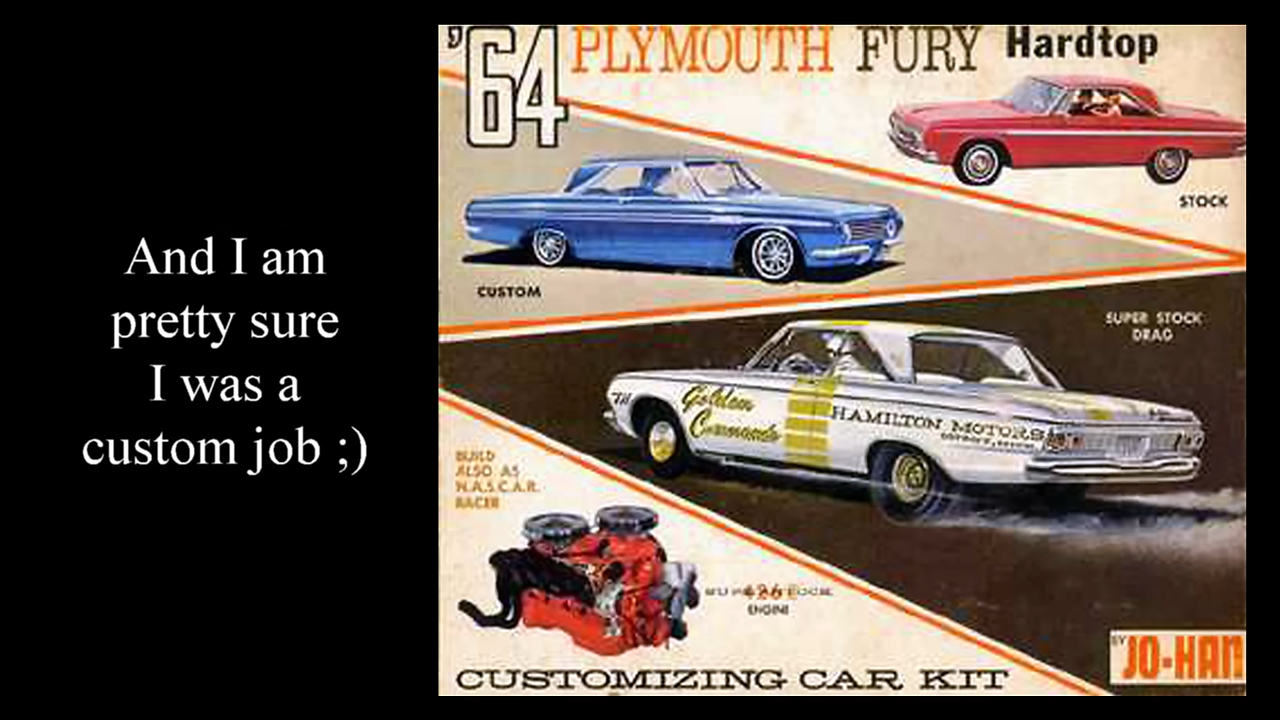 And I am
pretty sure
I was a
custom job ;)
'64 PLYMOUTH FURY Hardtop
STOCK
CUSTOM
SUPER STOCK
DRAG
Golden
Commando
HAMILTON MOTORS
BUILD
ALSO AS
N.A.S.C.A.R.
RACER
ENGINE
BY JO-HAN
CUSTOMIZING CAR KIT